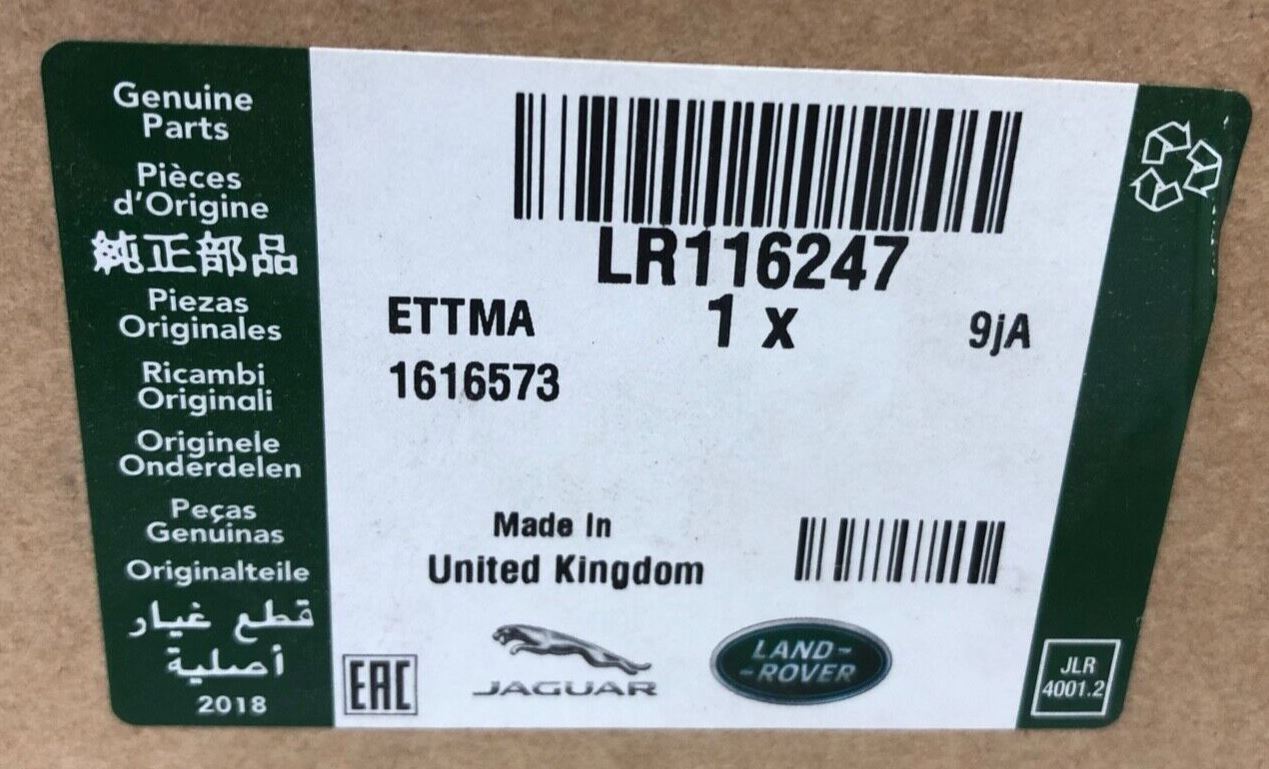 Genuine
Parts
Pièces
d'Origine
純正部品
Piezas
Originales
Ricambi
Originali
Originele
Onderdelen
Peças
Genuinas
Originalteile
قطع غيار
أصلية
2018
LR116247
ETTMA
1 x
9jA
1616573
Made In
United Kingdom
EAC
JAGUAR
LAND-
-ROVER
JLR
4001.2